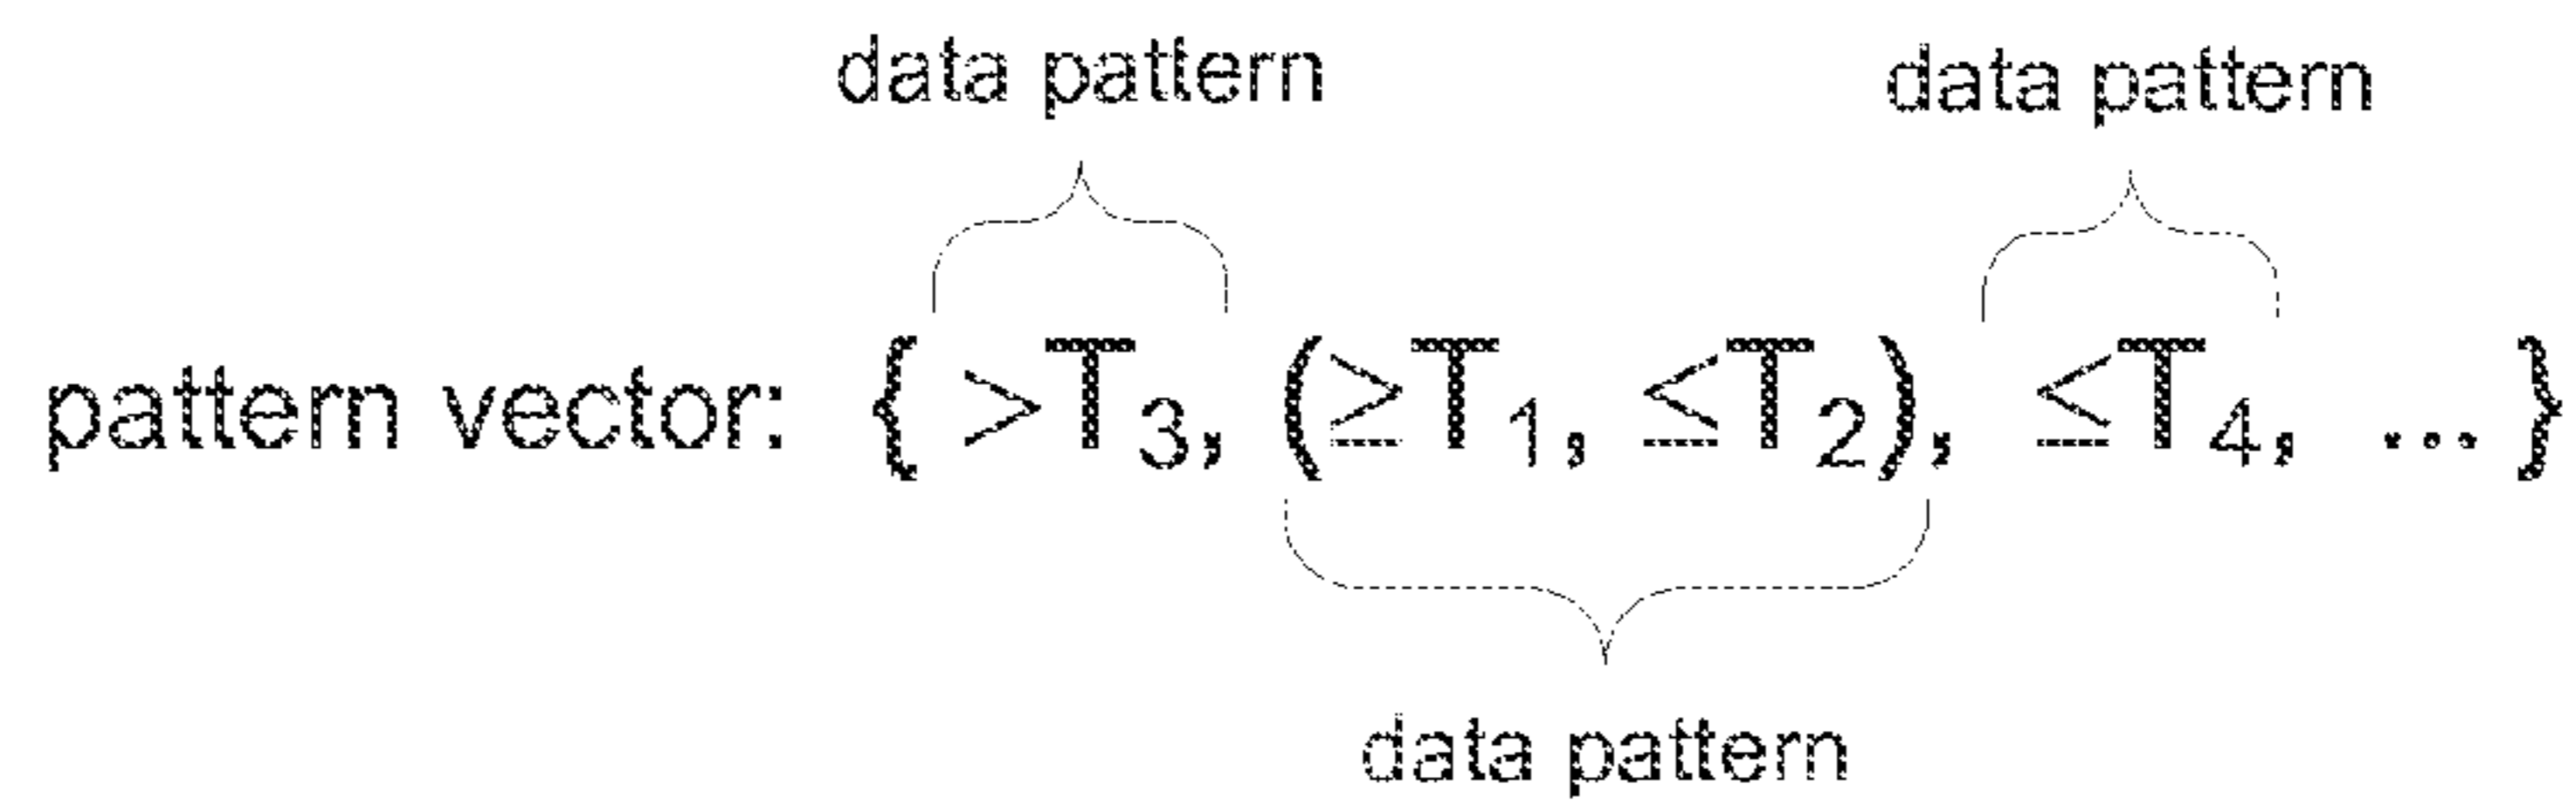 data pattern data pattern
pattern vector: { >T₃, (≥T₁, ≤T₂), ≤T₄, ... }
data pattern